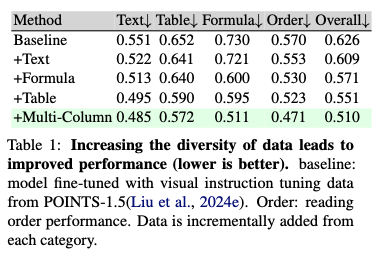 Method Text↓ Table↓ Formula↓ Order↓ Overall↓
Baseline 0.551 0.652 0.730 0.570 0.626
+Text 0.522 0.641 0.721 0.553 0.609
+Formula 0.513 0.640 0.600 0.530 0.571
+Table 0.495 0.590 0.595 0.523 0.551
+Multi-Column 0.485 0.572 0.511 0.471 0.510
Table 1: Increasing the diversity of data leads to
improved performance (lower is better). baseline:
model fine-tuned with visual instruction tuning data
from POINTS-1.5(Liu et al., 2024e). Order: reading
order performance. Data is incrementally added from
each category.